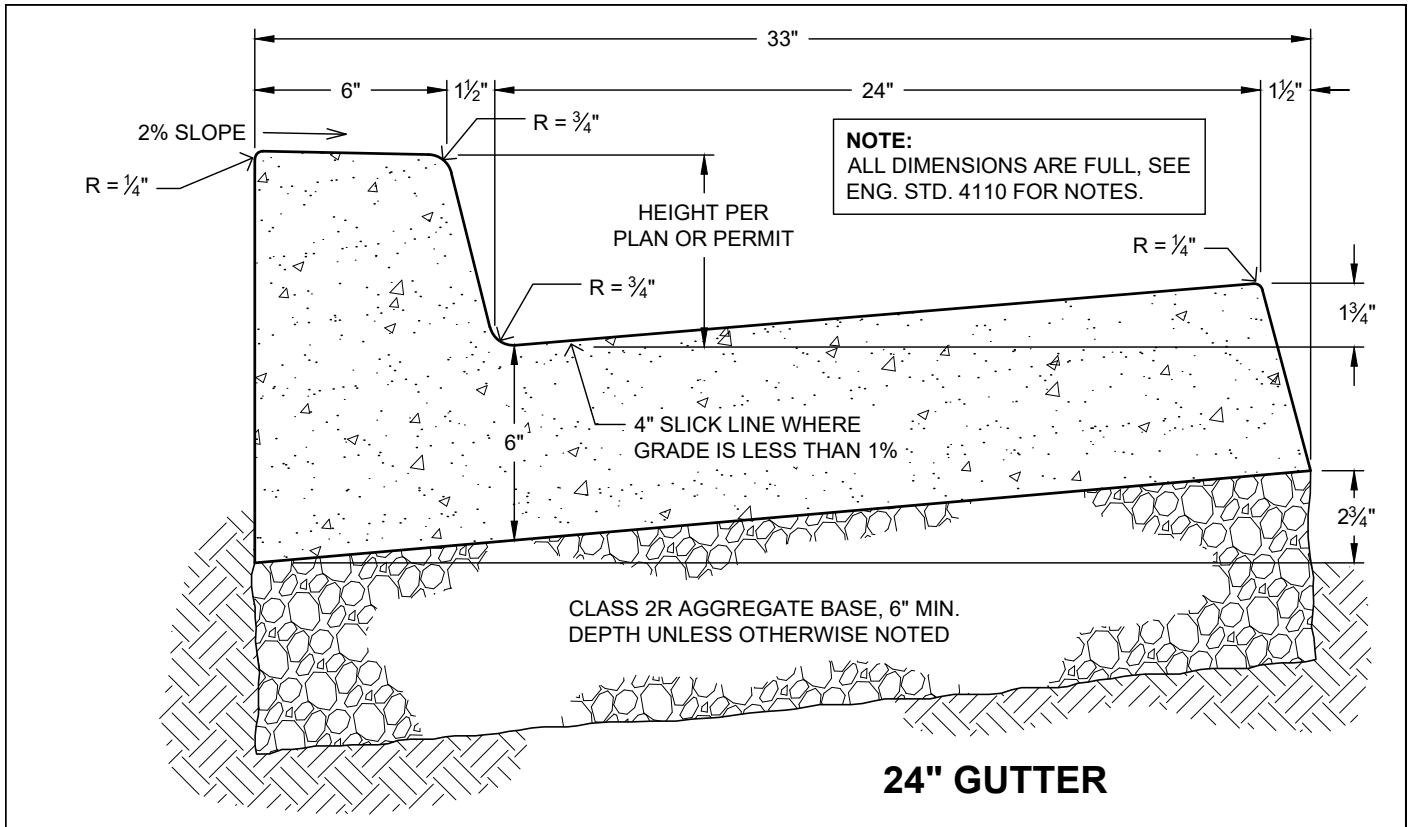 33"
6"
1½"
24"
1½"
2% SLOPE
R = ¾"
R = ¼"
NOTE:
ALL DIMENSIONS ARE FULL, SEE
ENG. STD. 4110 FOR NOTES.
HEIGHT PER
PLAN OR PERMIT
R = ¼"
R = ¾"
1¾"
4" SLICK LINE WHERE
GRADE IS LESS THAN 1%
6"
2¾"
CLASS 2R AGGREGATE BASE, 6" MIN.
DEPTH UNLESS OTHERWISE NOTED
24" GUTTER